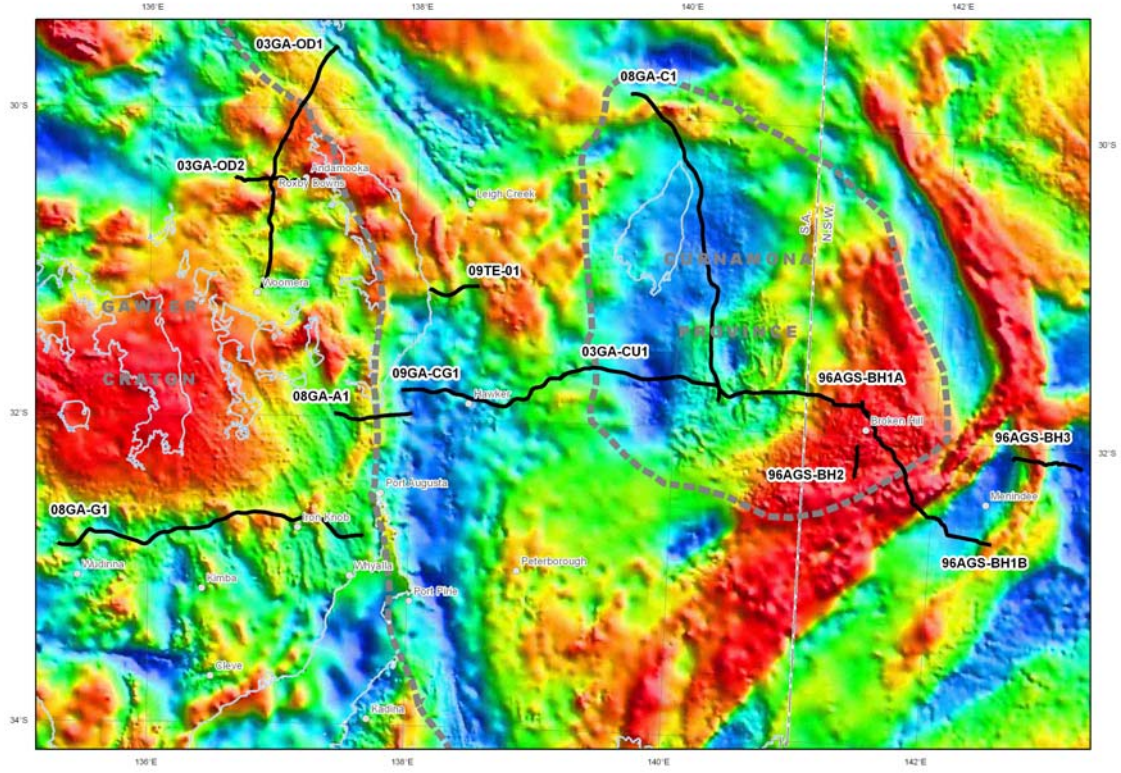 136°E
138°E
140°E
142°E
03GA-OD1
08GA-C1
30°S
30°S
03GA-OD2
Andamooka
Roxby Downs
Leigh Creek
S.A.
N.S.W.
CURNAMONA
09TE-01
Woomera
GAWLER
PROVINCE
03GA-CU1
CRATON
09GA-CG1
96AGS-BH1A
08GA-A1
Hawker
32°S
Broken Hill
96AGS-BH3
32°S
96AGS-BH2
Port Augusta
Menindee
08GA-G1
Iron Knob
96AGS-BH1B
Wudinna
Peterborough
Whyalla
Kimba
Port Pirie
Cleve
Kadina
34°S
34°S
136°E
138°E
140°E
142°E